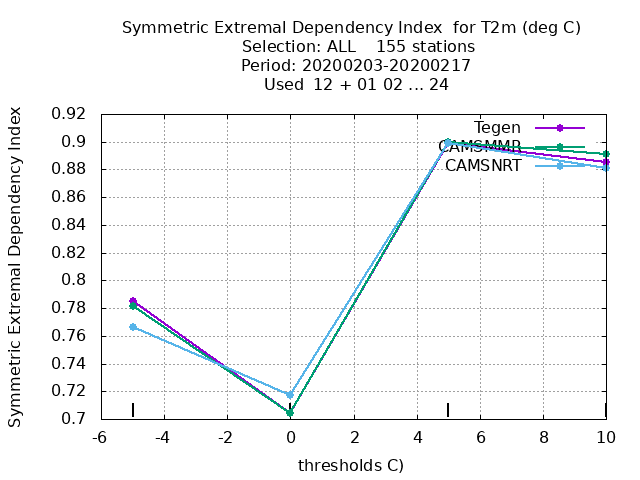 Symmetric Extremal Dependency Index  for T2m (deg C)
Selection: ALL    155 stations
Period: 20200203-20200217
Used  12 + 01 02 ... 24
Symmetric Extremal Dependency Index
0.92
0.9
0.88
0.86
0.84
0.82
0.8
0.78
0.76
0.74
0.72
0.7
Tegen
CAMSMMR
CAMSNRT
-6 -4 -2 0 2 4 6 8 10
thresholds C)